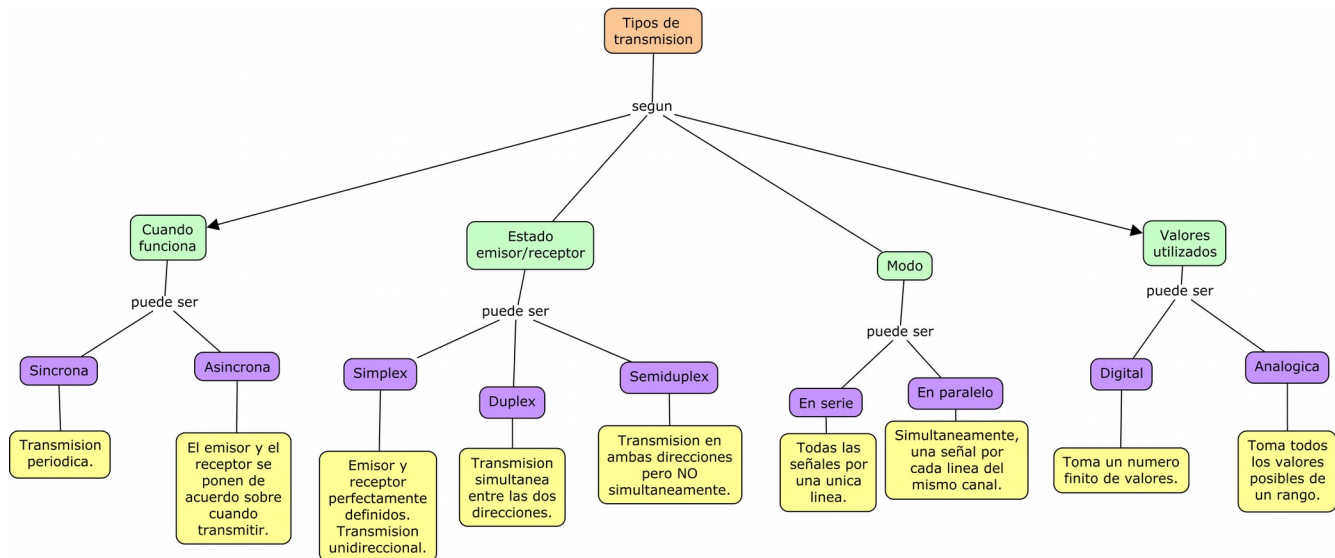 Tipos de
transmision
segun
Cuando
funciona
Estado
emisor/receptor
Modo
Valores
utilizados
puede ser
puede ser
puede ser
puede ser
Sincrona
Asincrona
Simplex
Duplex
Semiduplex
En serie
En paralelo
Digital
Analogica
Transmision
periodica.
El emisor y el
receptor se
ponen de
acuerdo sobre
cuando
transmitir.
Emisor y
receptor
perfectamente
definidos.
Transmision
unidireccional.
Transmision
simultanea
entre las dos
direcciones.
Transmision en
ambas direcciones
pero NO
simultaneamente.
Todas las
señales por
una unica
linea.
Simultaneamente,
una señal por
cada linea del
mismo canal.
Toma un numero
finito de valores.
Toma todos
los valores
posibles de
un rango.